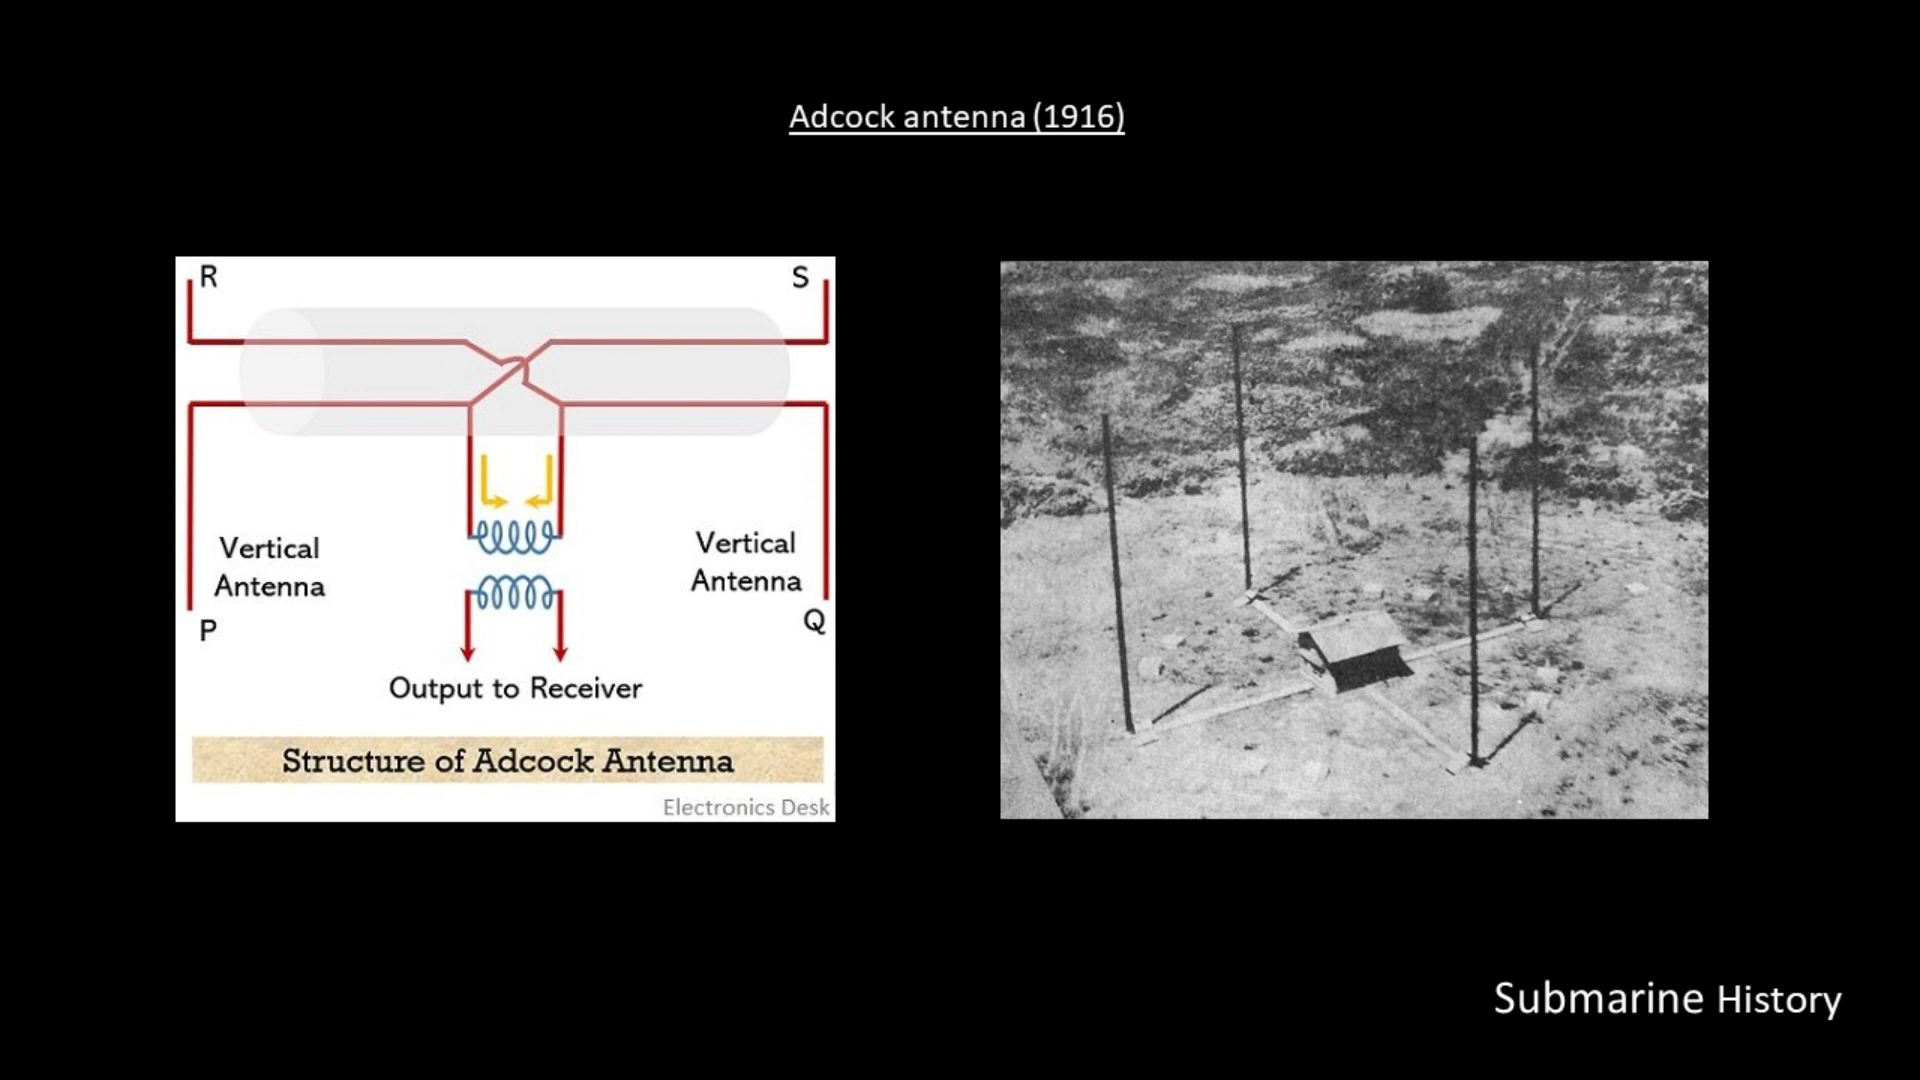 Adcock antenna (1916)
R
S
Vertical
Antenna
Vertical
Antenna
P
Q
Output to Receiver
Structure of Adcock Antenna
Electronics Desk
Submarine History